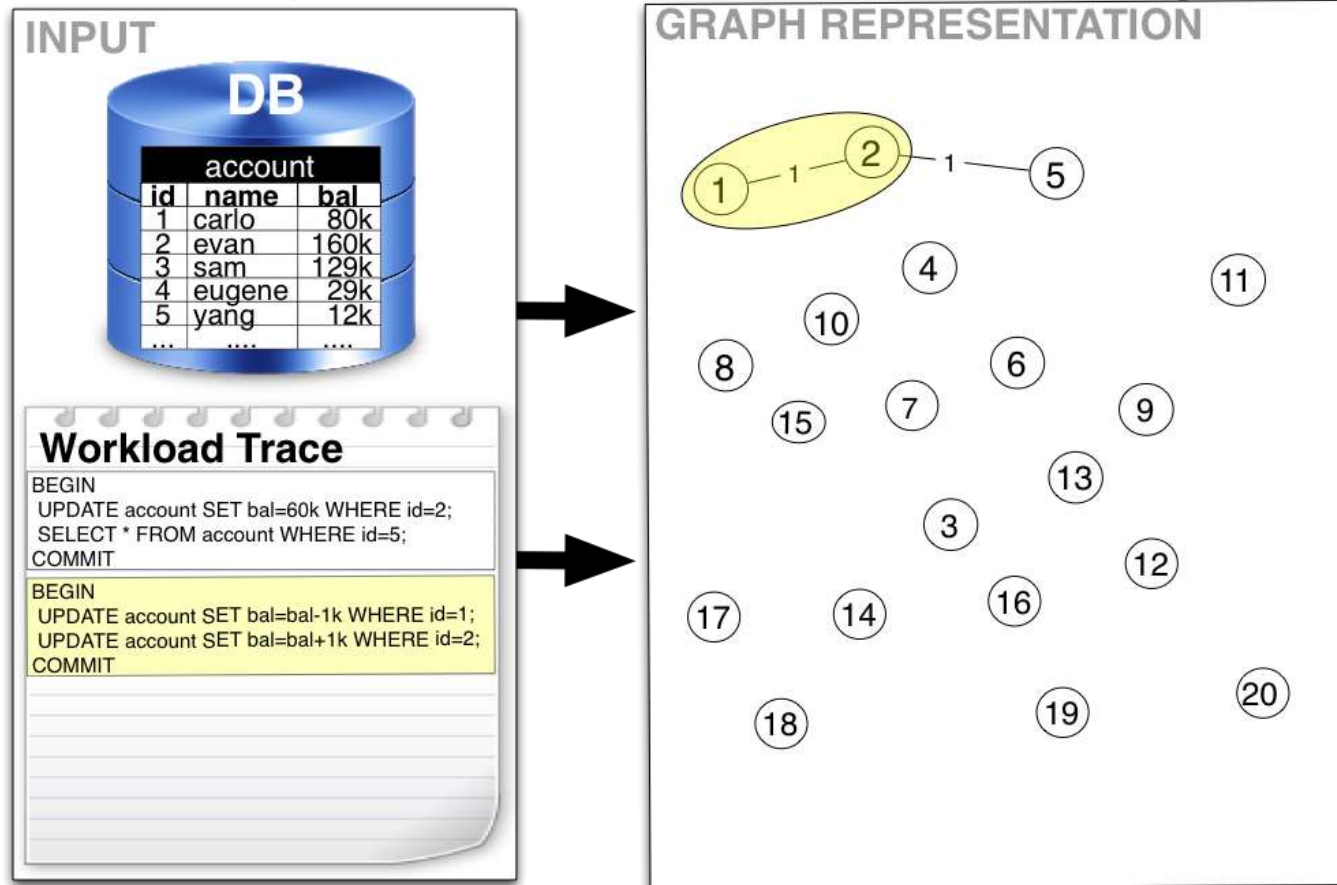 INPUT
DB
account
id name bal
1 carlo 80k
2 evan 160k
3 sam 129k
4 eugene 29k
5 yang 12k
... .... ....
Workload Trace
BEGIN
UPDATE account SET bal=60k WHERE id=2;
SELECT * FROM account WHERE id=5;
COMMIT
BEGIN
UPDATE account SET bal=bal-1k WHERE id=1;
UPDATE account SET bal=bal+1k WHERE id=2;
COMMIT
GRAPH REPRESENTATION
1 1 2 1 5
4
11
10
8
6
15
7
9
13
3
12
17
14
16
18
19
20